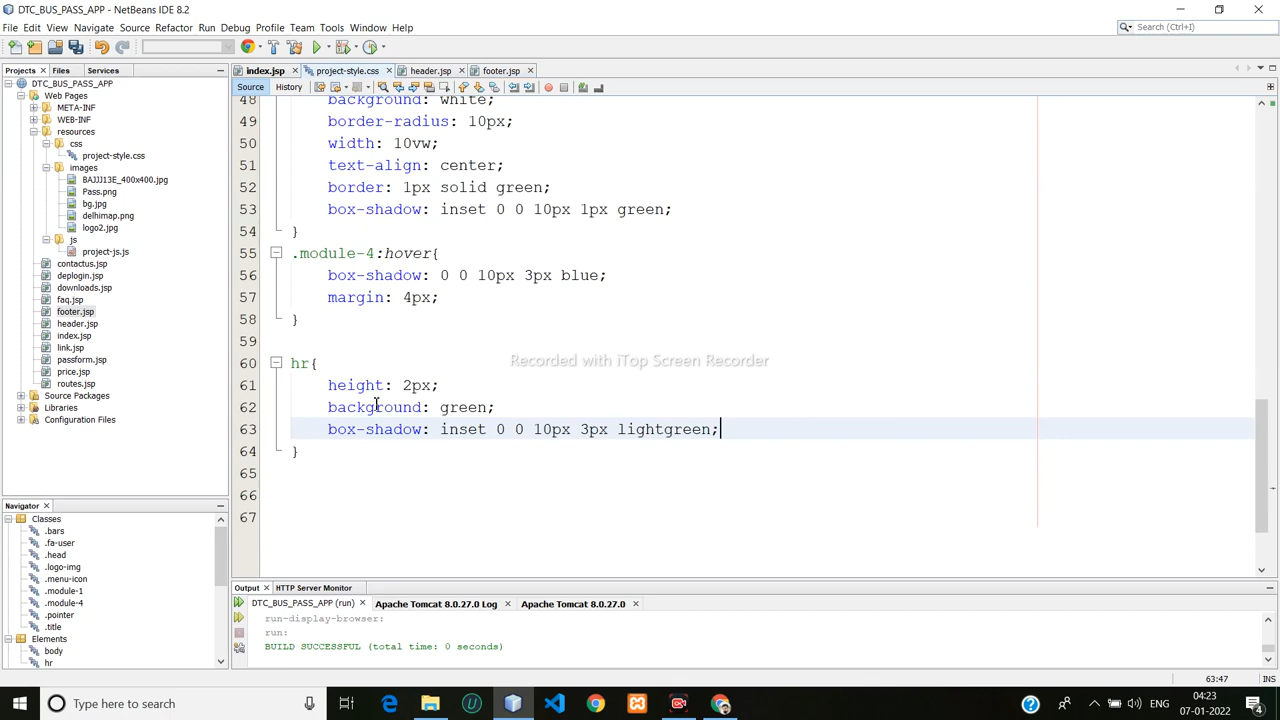 DTC_BUS_PASS_APP - NetBeans IDE 8.2
File Edit View Navigate Source Refactor Run Debug Profile Team Tools Window Help
Search (Ctrl+I)
Projects Files Services
index.jsp project-style.css header.jsp footer.jsp
Source History
DTC_BUS_PASS_APP
Web Pages
META-INF
WEB-INF
resources
css
project-style.css
images
BAJJJ13E_400x400.jpg
Pass.png
bg.jpg
delhimap.png
logo2.jpg
js
project-js.js
contactus.jsp
deplogin.jsp
downloads.jsp
faq.jsp
footer.jsp
header.jsp
index.jsp
link.jsp
passform.jsp
price.jsp
routes.jsp
Source Packages
Libraries
Configuration Files
48 background: white;
49 border-radius: 10px;
50 width: 10vw;
51 text-align: center;
52 border: 1px solid green;
53 box-shadow: inset 0 0 10px 1px green;
54 }
55 .module-4:hover{
56 box-shadow: 0 0 10px 3px blue;
57 margin: 4px;
58 }
59
60 hr{
61 height: 2px;
62 background: green;
63 box-shadow: inset 0 0 10px 3px lightgreen;
64 }
65
66
67
Recorded with iTop Screen Recorder
Navigator
Classes
.bars
.fa-user
.head
.logo-img
.menu-icon
.module-1
.module-4
.pointer
.title
Elements
body
hr
Output HTTP Server Monitor
DTC_BUS_PASS_APP (run) Apache Tomcat 8.0.27.0 Log Apache Tomcat 8.0.27.0
run-display-browser:
run:
BUILD SUCCESSFUL (total time: 0 seconds)
63:47 INS
Type here to search
ENG
04:23
07-01-2022